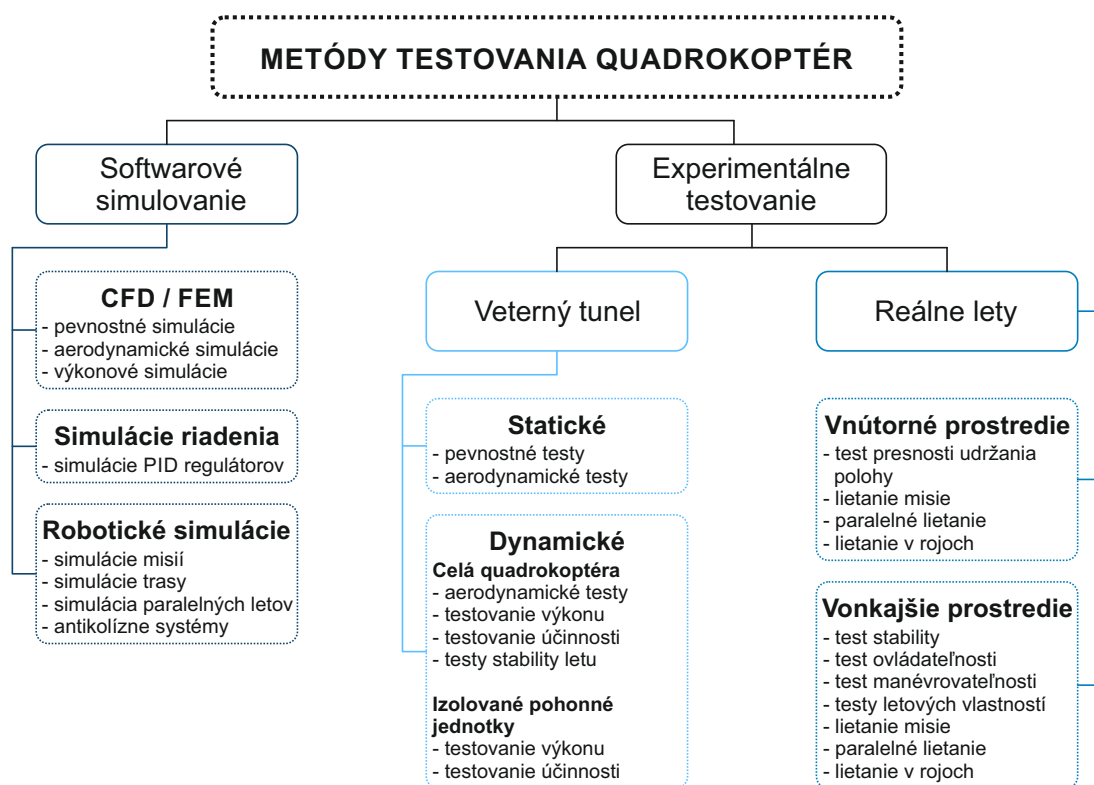 METÓDY TESTOVANIA QUADROKOPTÉR
Softwarové
simulovanie
Experimentálne
testovanie
CFD / FEM
- pevnostné simulácie
- aerodynamické simulácie
- výkonové simulácie
Simulácie riadenia
- simulácie PID regulátorov
Robotické simulácie
- simulácie misií
- simulácie trasy
- simulácia paralelných letov
- antikolízne systémy
Veterný tunel
Statické
- pevnostné testy
- aerodynamické testy
Dynamické
Celá quadrokoptéra
- aerodynamické testy
- testovanie výkonu
- testovanie účinnosti
- testy stability letu
Izolované pohonné
jednotky
- testovanie výkonu
- testovanie účinnosti
Reálne lety
Vnútorné prostredie
- test presnosti udržania
polohy
- lietanie misie
- paralelné lietanie
- lietanie v rojoch
Vonkajšie prostredie
- test stability
- test ovládateľnosti
- test manévrovateľnosti
- testy letových vlastností
- lietanie misie
- paralelné lietanie
- lietanie v rojoch